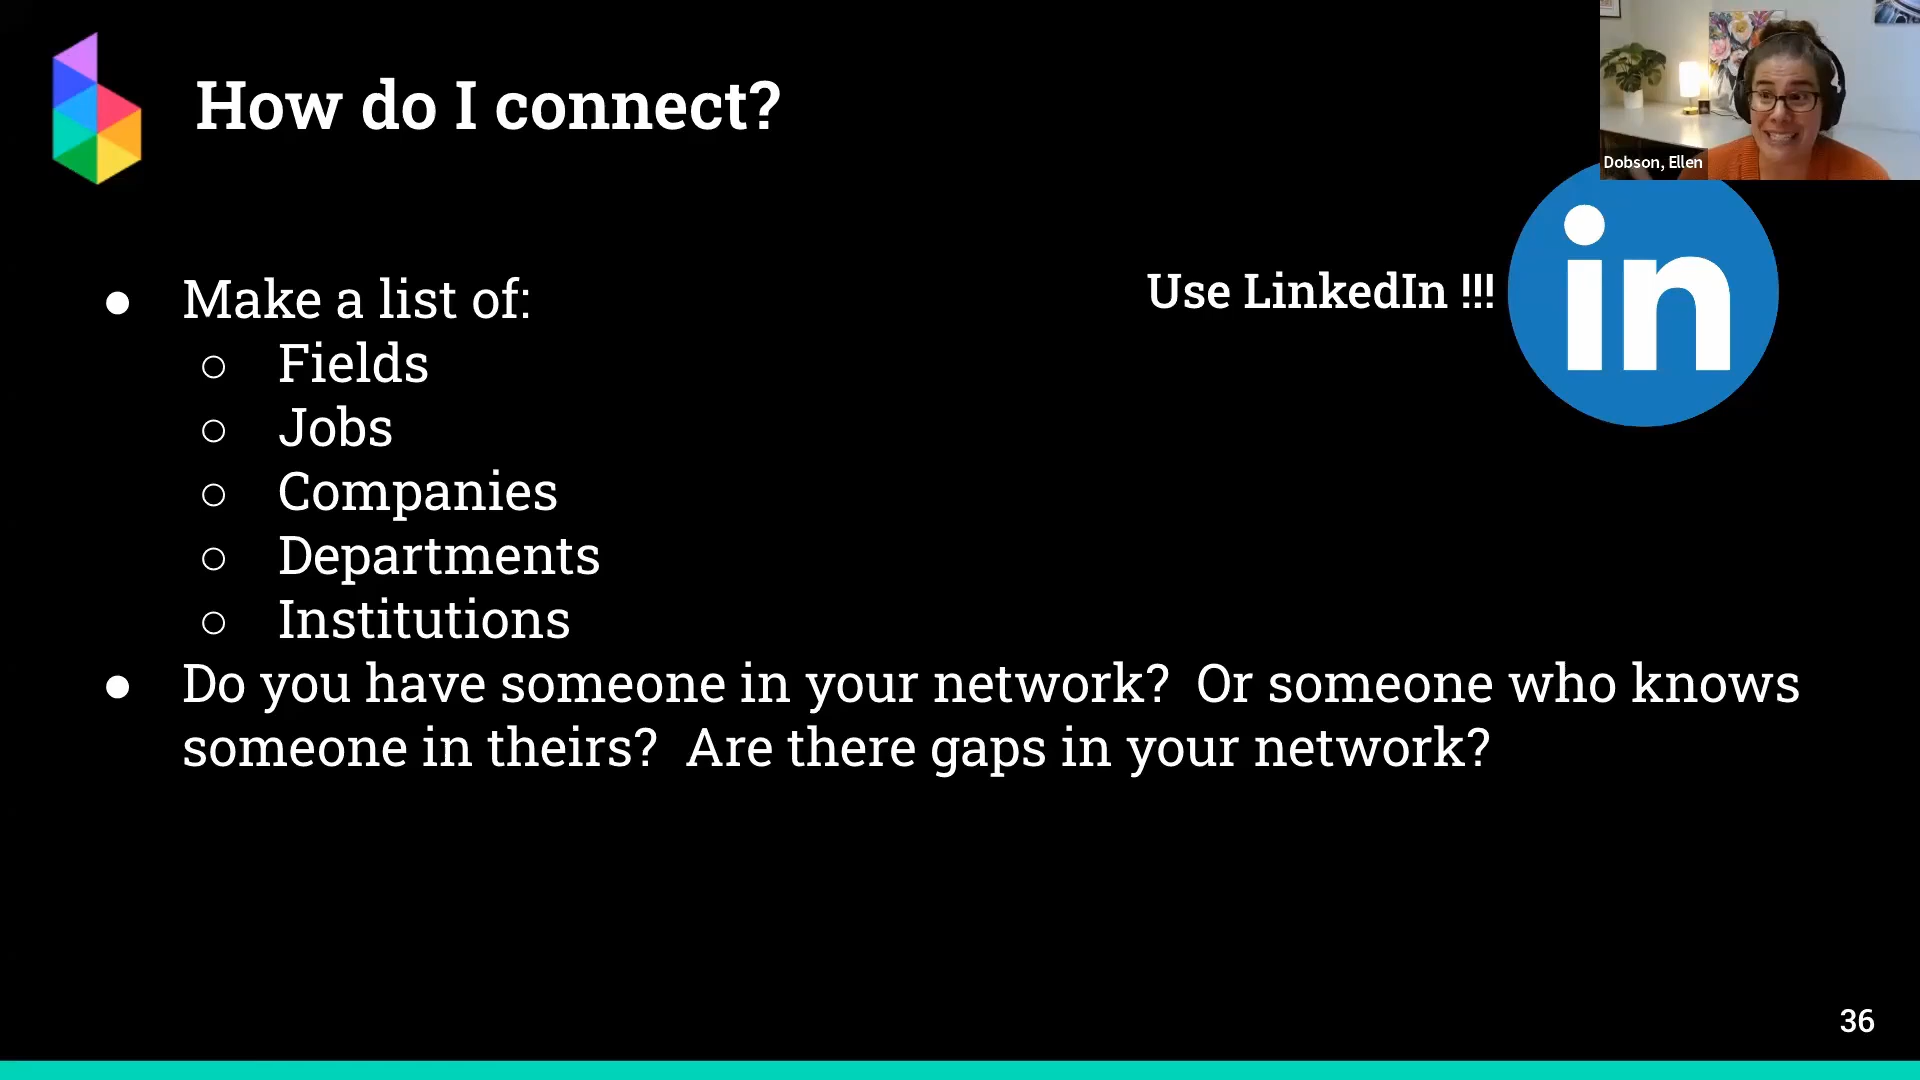 How do I connect?
Dobson, Ellen
Use LinkedIn !!!
in
● Make a list of:
○ Fields
○ Jobs
○ Companies
○ Departments
○ Institutions
● Do you have someone in your network?  Or someone who knows
someone in theirs?  Are there gaps in your network?
36